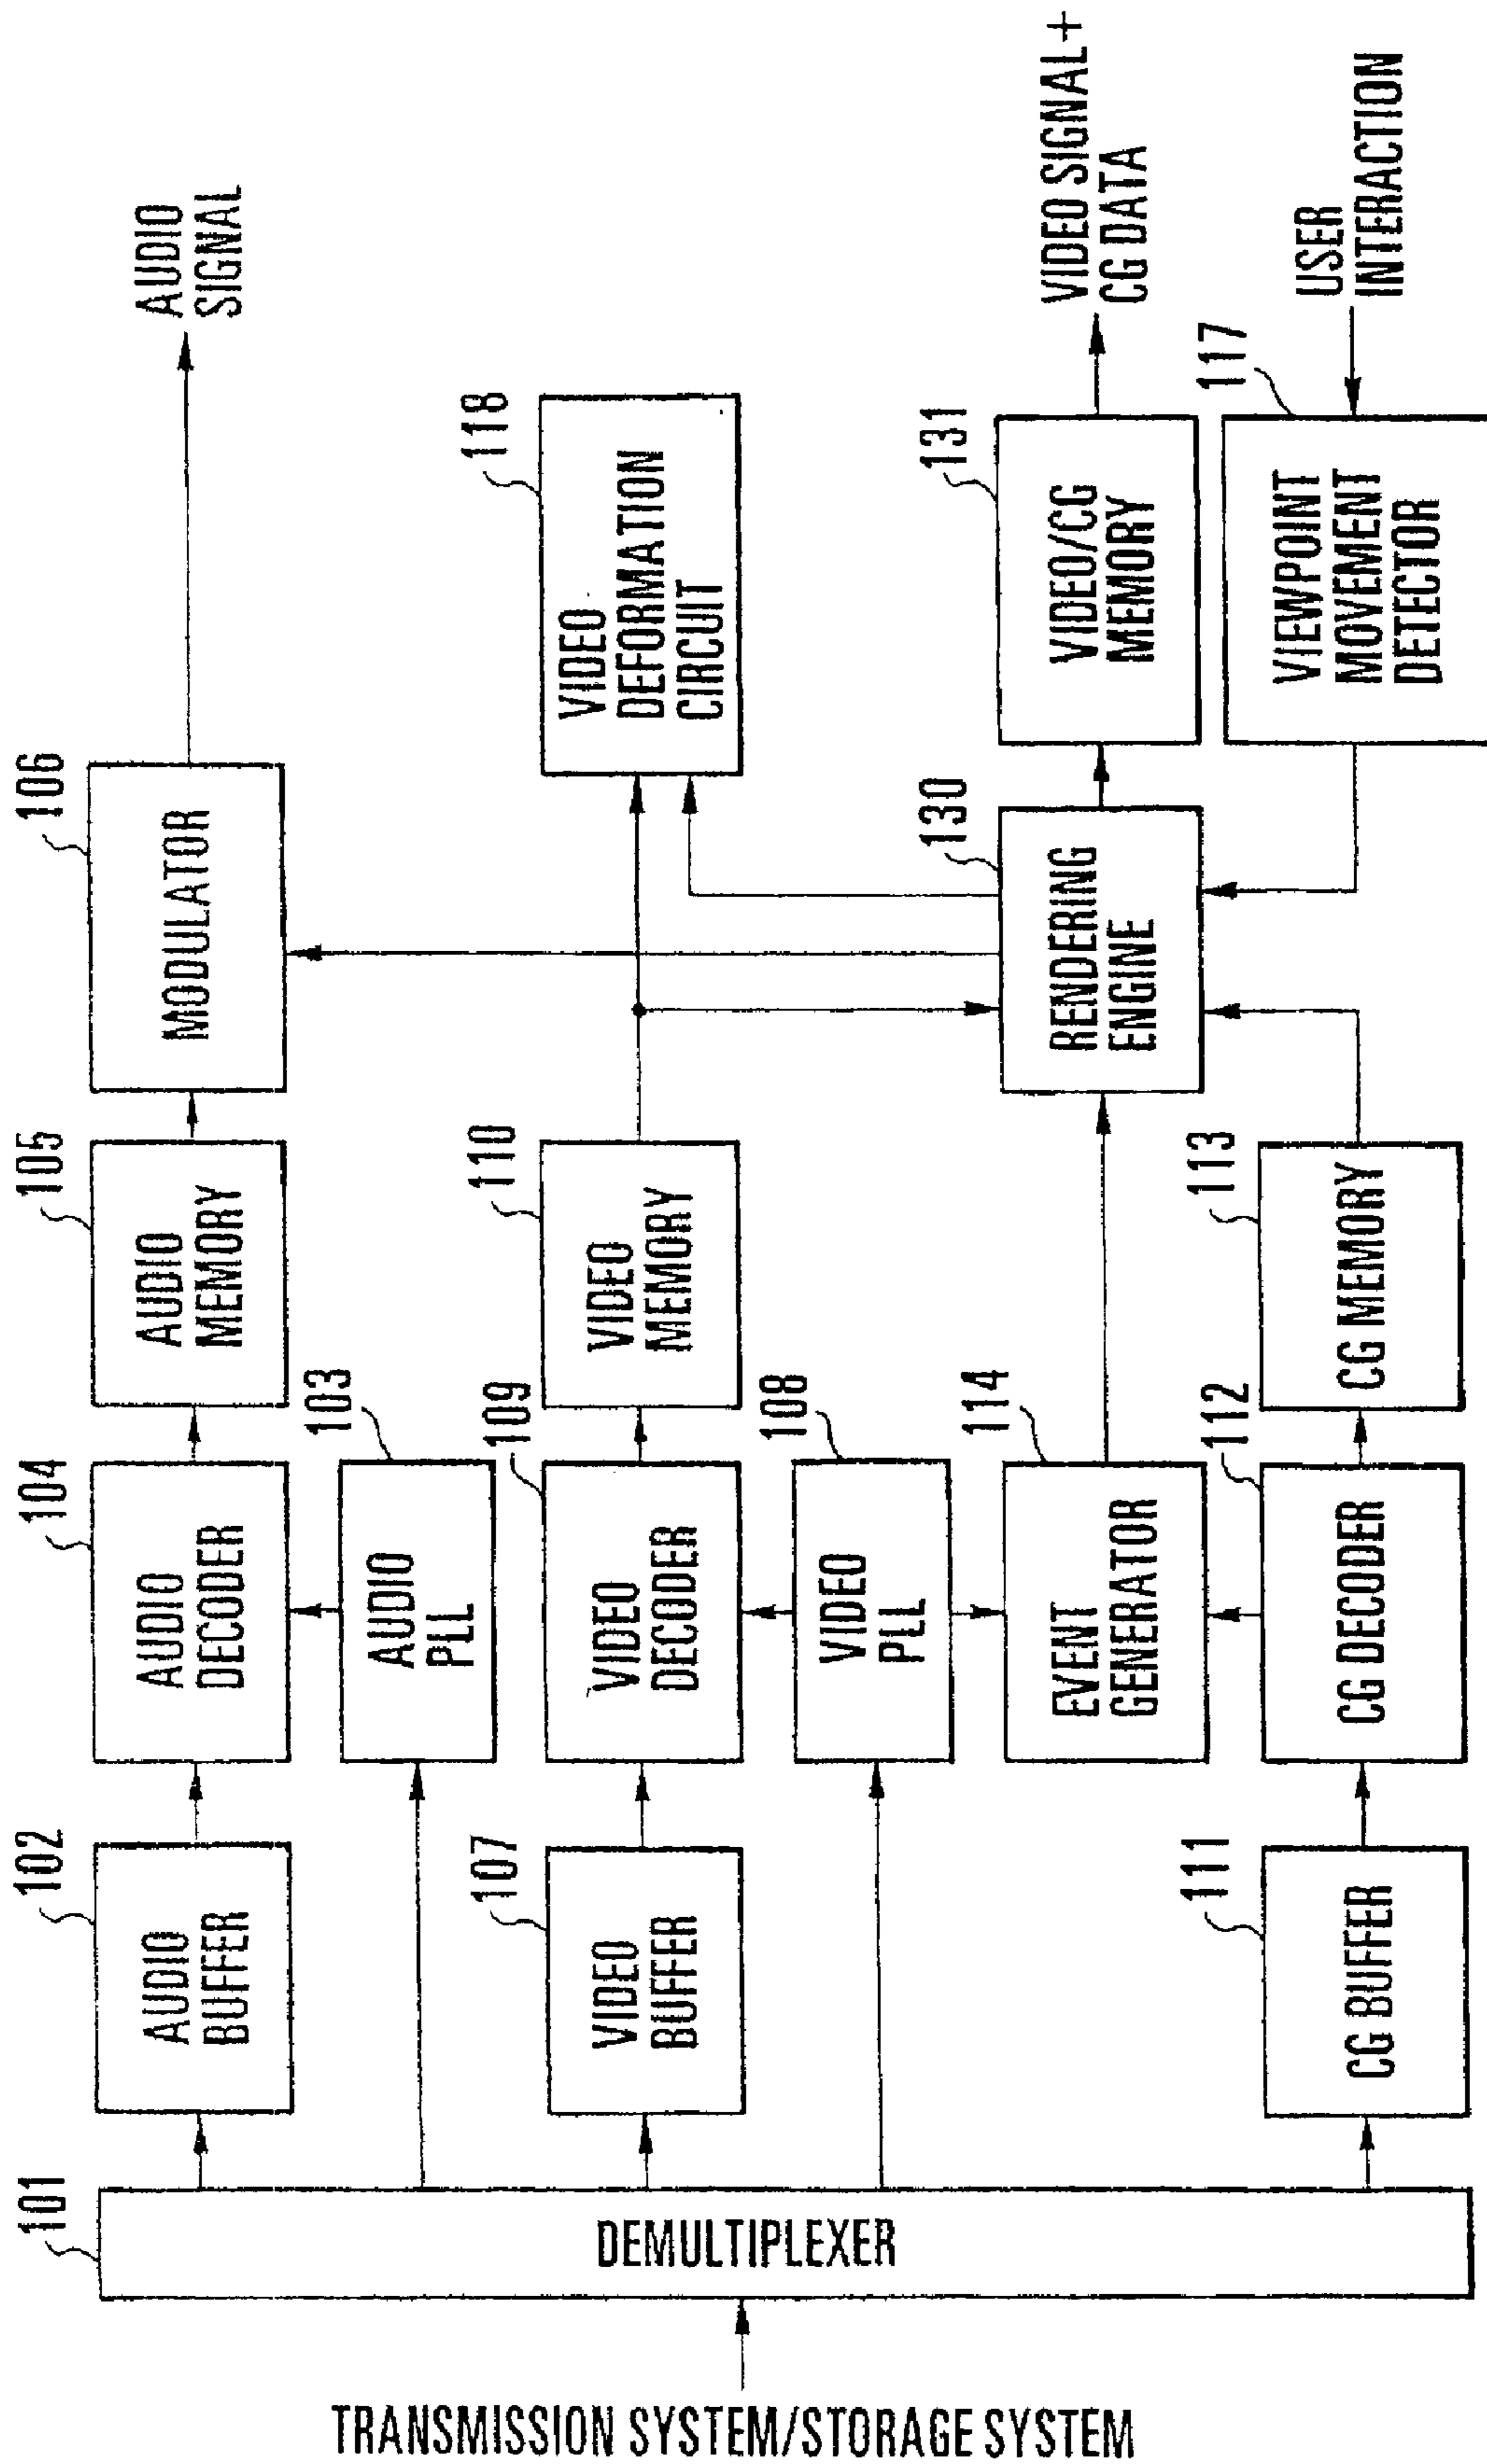 TRANSMISSION SYSTEM/STORAGE SYSTEM
101
DEMULTIPLEXER
102
AUDIO
BUFFER
104
AUDIO
DECODER
105
AUDIO
MEMORY
106
MODULATOR
AUDIO
SIGNAL
103
AUDIO
PLL
107
VIDEO
BUFFER
109
VIDEO
DECODER
110
VIDEO
MEMORY
118
VIDEO
DEFORMATION
CIRCUIT
108
VIDEO
PLL
114
EVENT
GENERATOR
130
RENDERING
ENGINE
131
VIDEO/CG
MEMORY
VIDEO SIGNAL+
CG DATA
111
CG BUFFER
112
CG DECODER
113
CG MEMORY
117
VIEWPOINT
MOVEMENT
DETECTOR
USER
INTERACTION